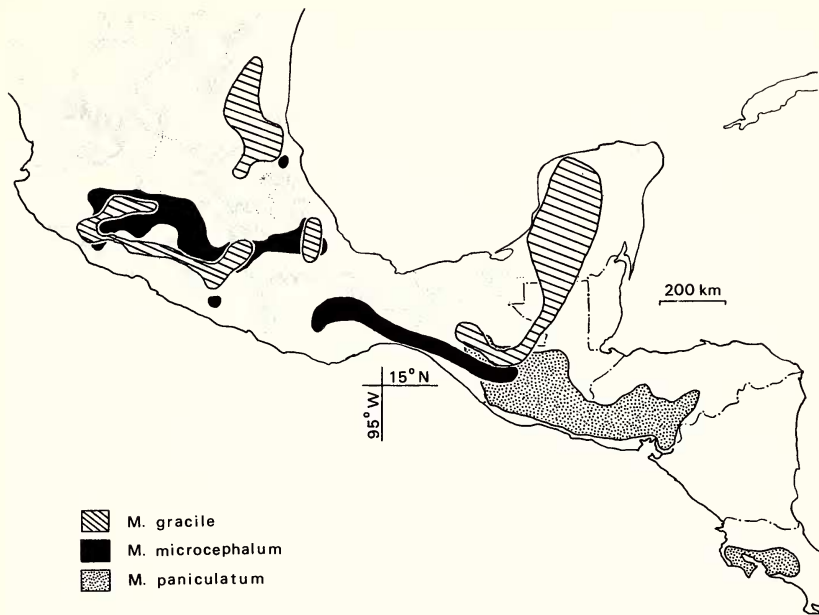 200 km
15°N
95°W
M. gracile
M. microcephalum
M. paniculatum